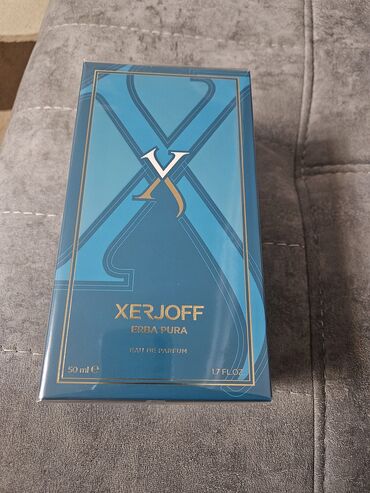 X
XERJOFF
ERBA PURA
EAU DE PARFUM
50 ml ℮ 1.7 FL.OZ